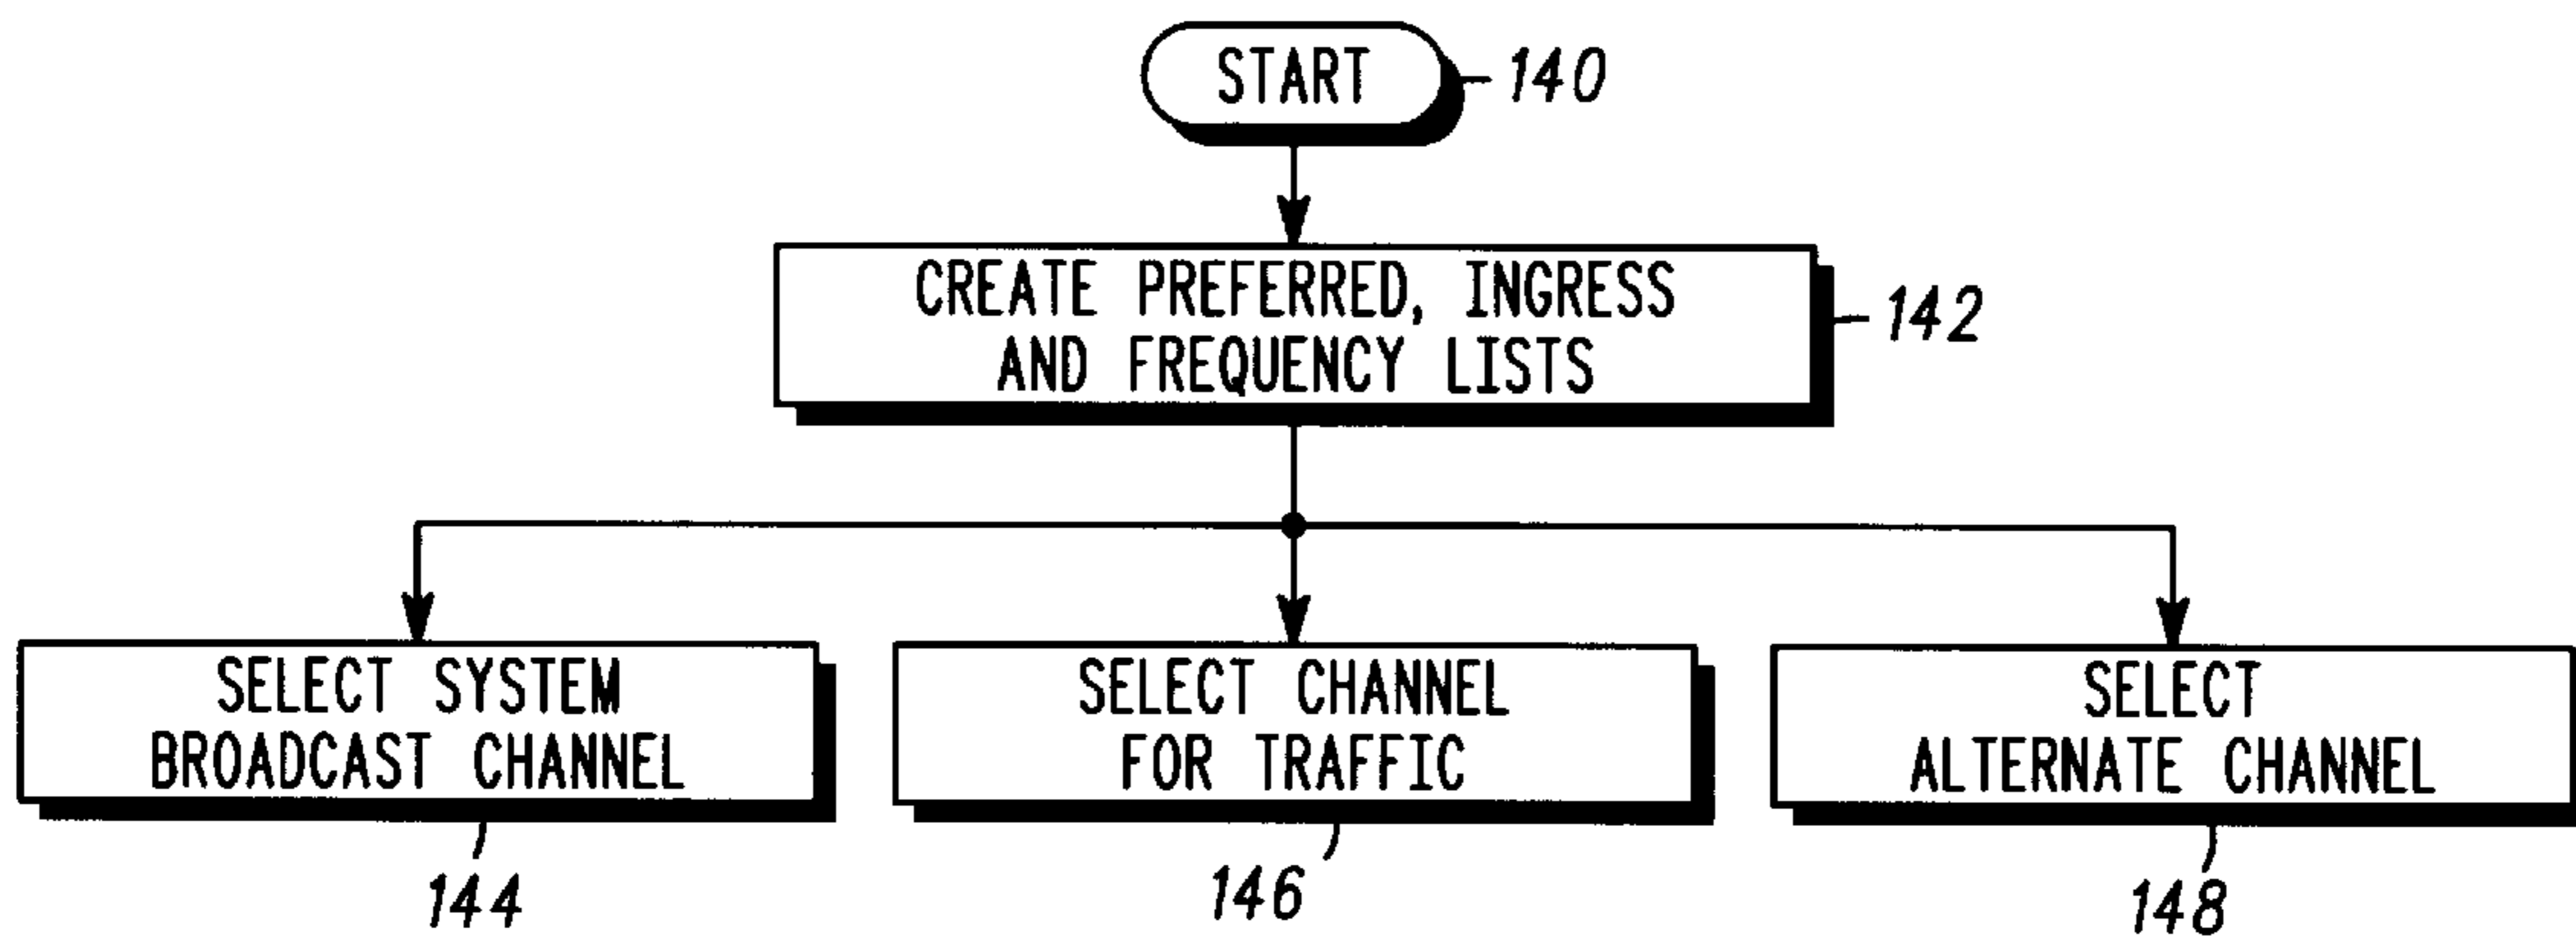 START
140
CREATE PREFERRED, INGRESS
AND FREQUENCY LISTS
142
SELECT SYSTEM
BROADCAST CHANNEL
144
SELECT CHANNEL
FOR TRAFFIC
146
SELECT
ALTERNATE CHANNEL
148